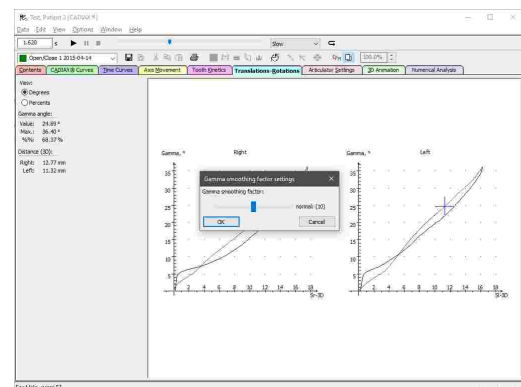 Test, Patient 3 [CADIAX ®]
Data Edit View Options Window Help
1.620 s Slow
Open/Close 1 2015-04-14 100.0%
Contents CADIAX® Curves Time Curves Axis Movement Tooth Kinetics Translations-Rotations Articulator Settings 3D Animation Numerical Analysis
View:
Degrees
Percents
Gamma angle:
Value: 24.89 °
Max.: 36.40 °
%%: 68.37 %
Distance (3D):
Right: 12.77 mm
Left: 11.32 mm
Gamma, ° Right
35
30
25
20
15
10
5
2 4 6 8 10 12 14 16 18
Sr-3D
Gamma smoothing factor settings
Gamma smoothing factor:
normal: (10)
OK Cancel
Gamma, ° Left
35
30
25
20
15
10
5
2 4 6 8 10 12 14 16 18
Sl-3D